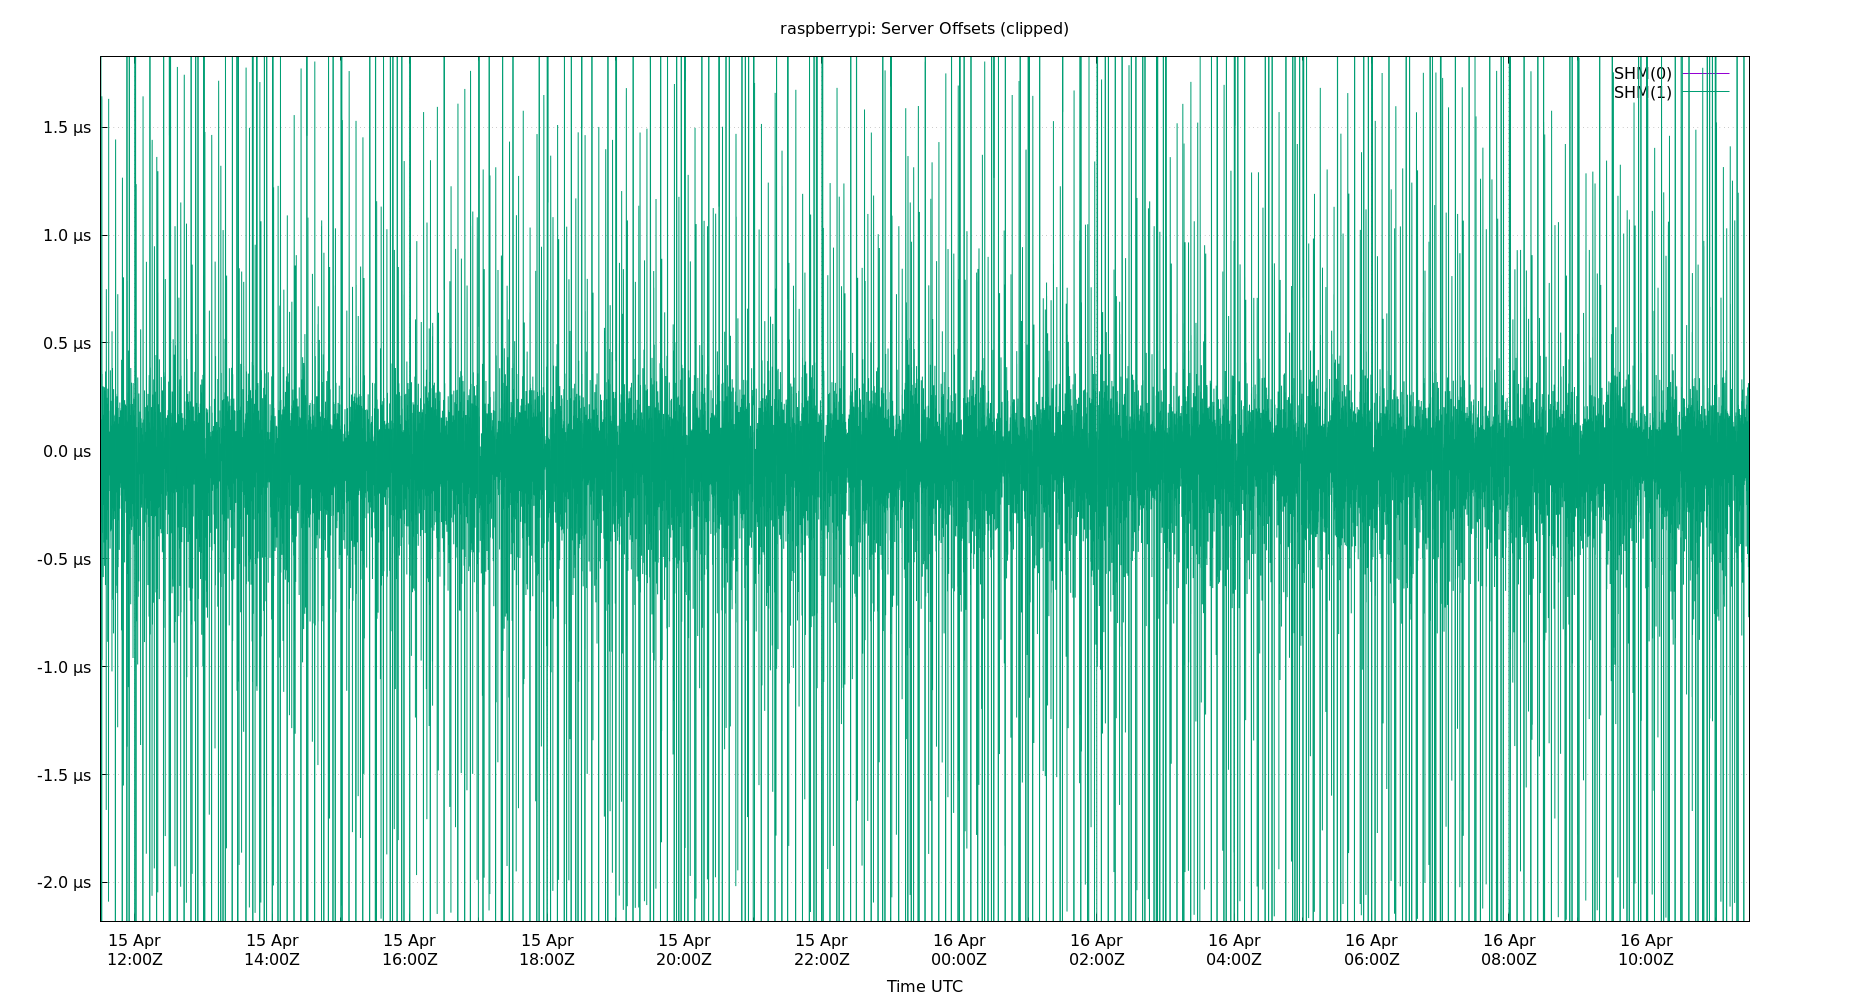 raspberrypi: Server Offsets (clipped)
SHM(0)
SHM(1)
1.5 µs
1.0 µs
0.5 µs
0.0 µs
-0.5 µs
-1.0 µs
-1.5 µs
-2.0 µs
15 Apr 15 Apr 15 Apr 15 Apr 15 Apr 15 Apr 16 Apr 16 Apr 16 Apr 16 Apr 16 Apr 16 Apr
12:00Z 14:00Z 16:00Z 18:00Z 20:00Z 22:00Z 00:00Z 02:00Z 04:00Z 06:00Z 08:00Z 10:00Z
Time UTC